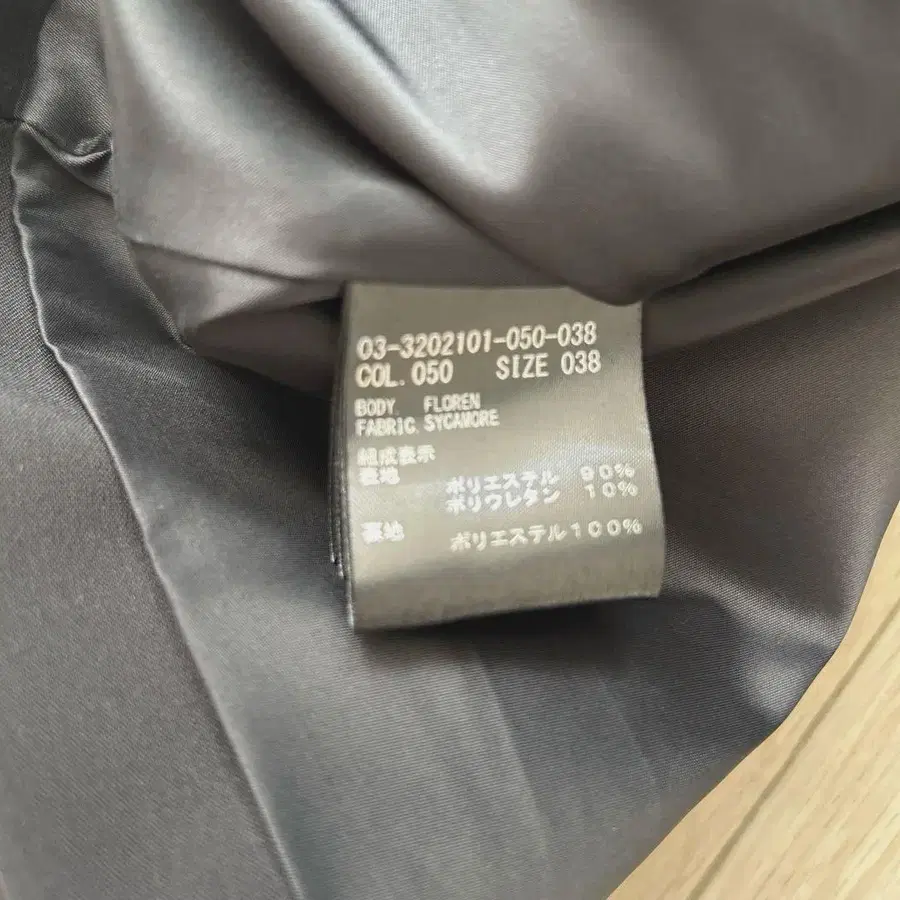 03-3202101-050-038
COL.050 SIZE 038
BODY. FLOREN
FABRIC.SYCAMORE
組成表示
表地 ポリエステル 90%
ポリウレタン 10%
裏地 ポリエステル100%